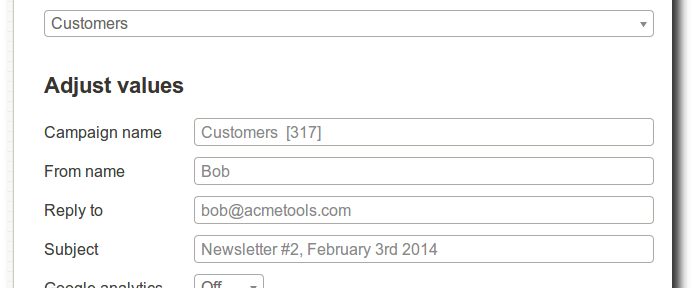 Customers
Adjust values
Campaign name Customers  [317]
From name Bob
Reply to bob@acmetools.com
Subject Newsletter #2, February 3rd 2014
Google analytics Off